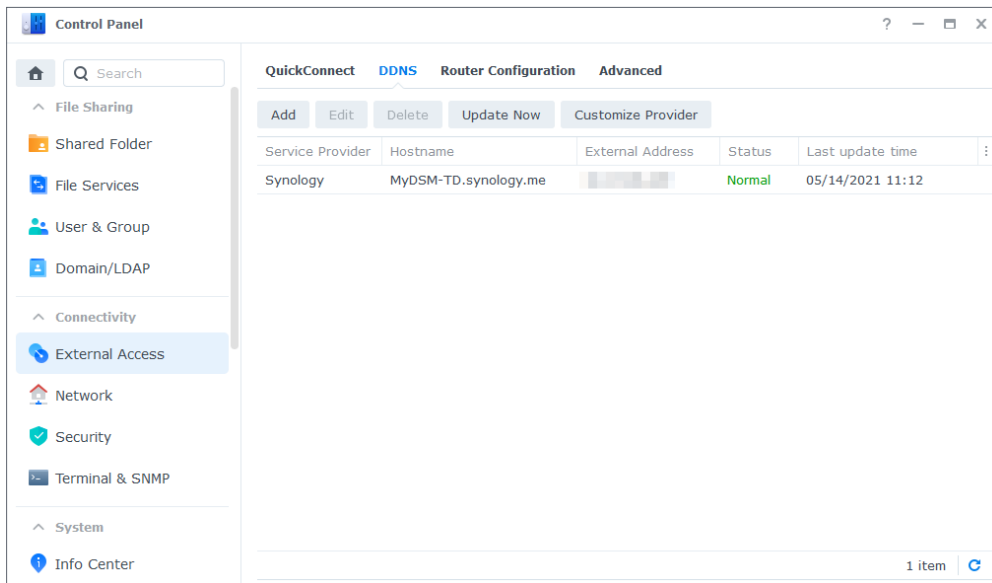 Control Panel
Search
QuickConnect DDNS Router Configuration Advanced
File Sharing
Shared Folder
File Services
User & Group
Domain/LDAP
Connectivity
External Access
Network
Security
Terminal & SNMP
System
Info Center
Add Edit Delete Update Now Customize Provider
Service Provider Hostname External Address Status Last update time
Synology MyDSM-TD.synology.me Normal 05/14/2021 11:12
1 item